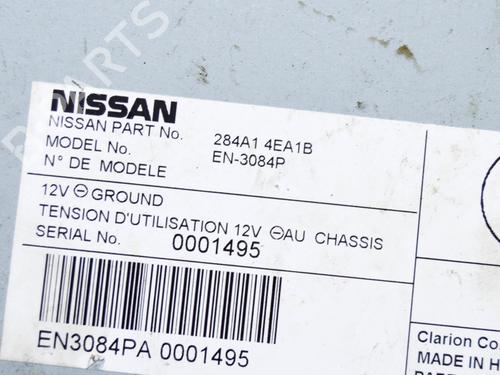 NISSAN
NISSAN PART No. 284A1 4EA1B
MODEL No. EN-3084P
N° DE MODELE
12V ⊖ GROUND
TENSION D'UTILISATION 12V ⊖AU CHASSIS
SERIAL No. 0001495
EN3084PA 0001495
Clarion Co
MADE IN H
PARTS